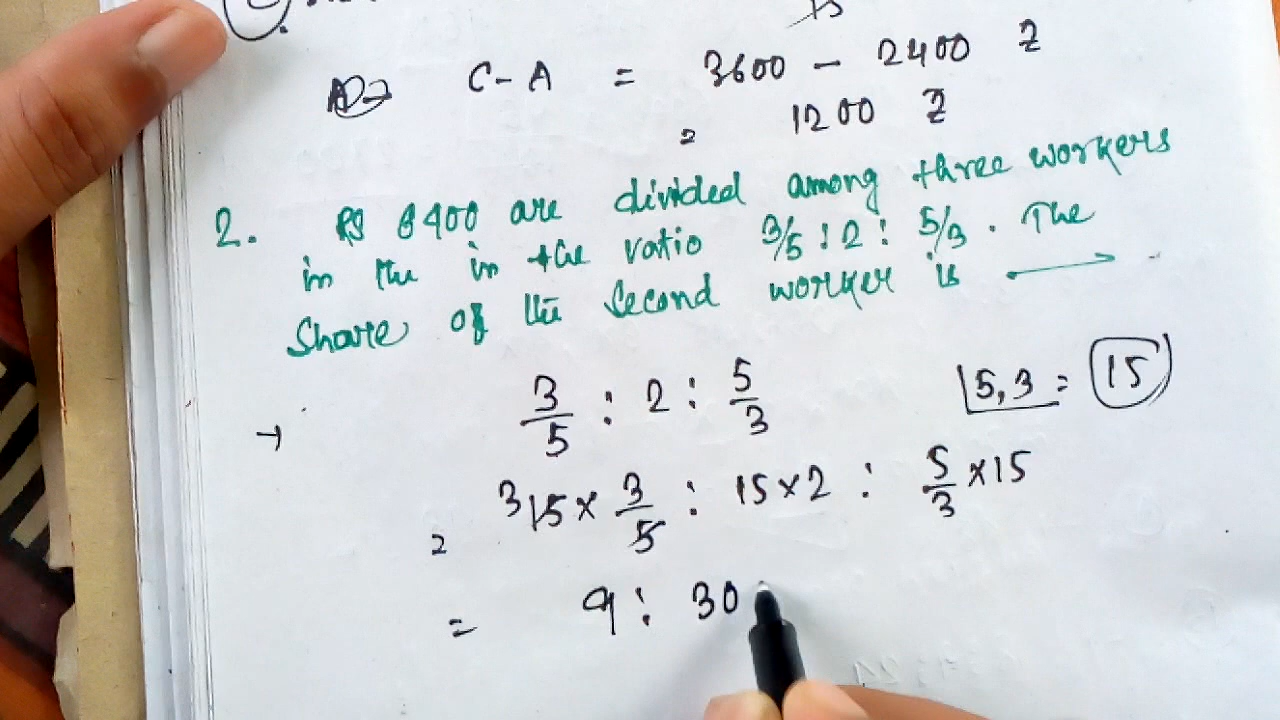 15
C - A = 3600 - 2400
= 1200
2. RS 8400 are divided among three workers
in the in the ratio 3/5 : 2 : 5/3 . The
Share of the Second worker is
3/5 : 2 : 5/3 5,3 = 15
= 3 15 × 3/5 : 15 × 2 : 5/3 × 15
= 9 : 30